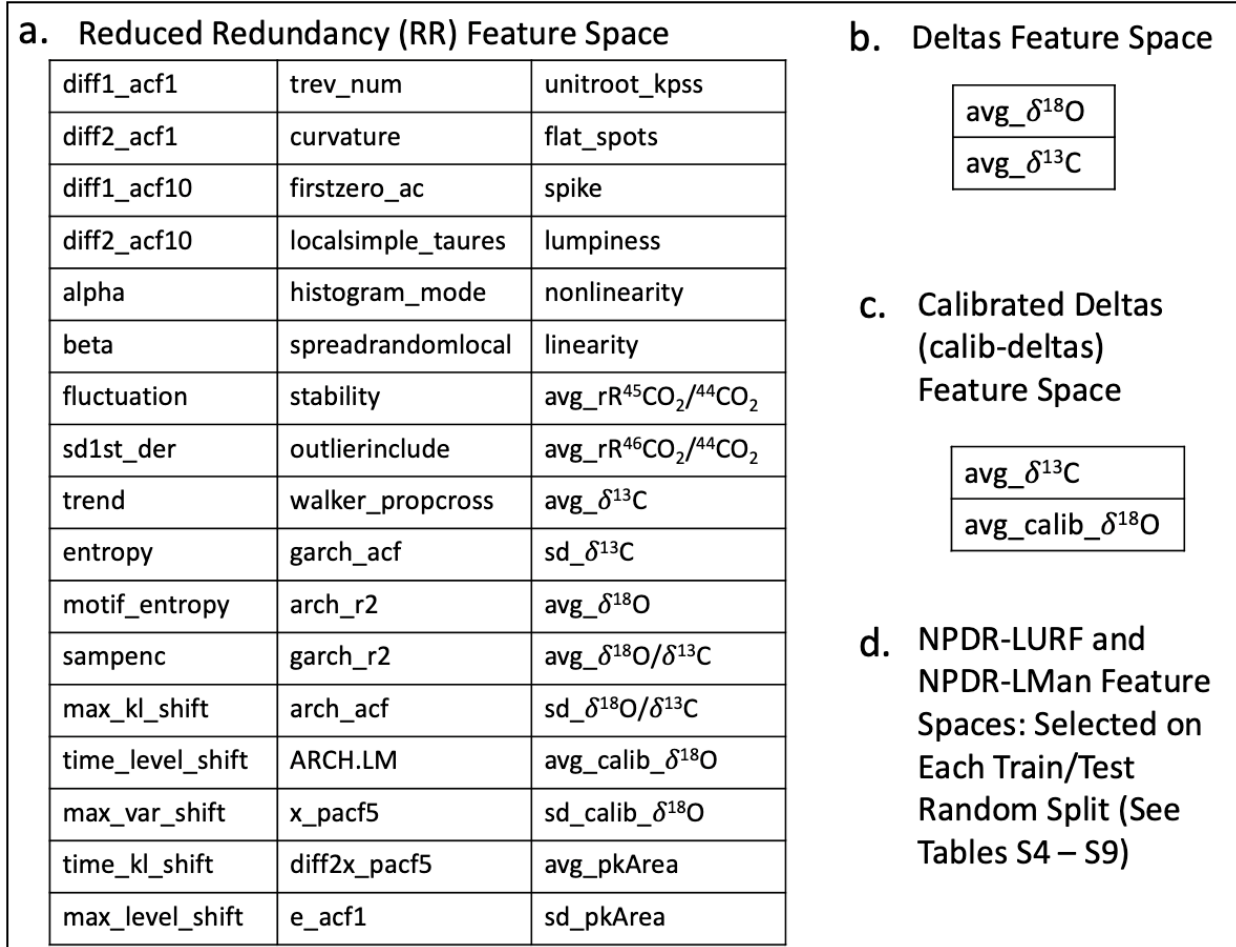 a. Reduced Redundancy (RR) Feature Space
diff1_acf1 trev_num unitroot_kpss
diff2_acf1 curvature flat_spots
diff1_acf10 firstzero_ac spike
diff2_acf10 localsimple_taures lumpiness
alpha histogram_mode nonlinearity
beta spreadrandomlocal linearity
fluctuation stability avg_rR⁴⁵CO₂/⁴⁴CO₂
sd1st_der outlierinclude avg_rR⁴⁶CO₂/⁴⁴CO₂
trend walker_propcross avg_δ¹³C
entropy garch_acf sd_δ¹³C
motif_entropy arch_r2 avg_δ¹⁸O
sampenc garch_r2 avg_δ¹⁸O/δ¹³C
max_kl_shift arch_acf sd_δ¹⁸O/δ¹³C
time_level_shift ARCH.LM avg_calib_δ¹⁸O
max_var_shift x_pacf5 sd_calib_δ¹⁸O
time_kl_shift diff2x_pacf5 avg_pkArea
max_level_shift e_acf1 sd_pkArea
b. Deltas Feature Space
avg_δ¹⁸O
avg_δ¹³C
c. Calibrated Deltas
(calib-deltas)
Feature Space
avg_δ¹³C
avg_calib_δ¹⁸O
d. NPDR-LURF and
NPDR-LMan Feature
Spaces: Selected on
Each Train/Test
Random Split (See
Tables S4 – S9)